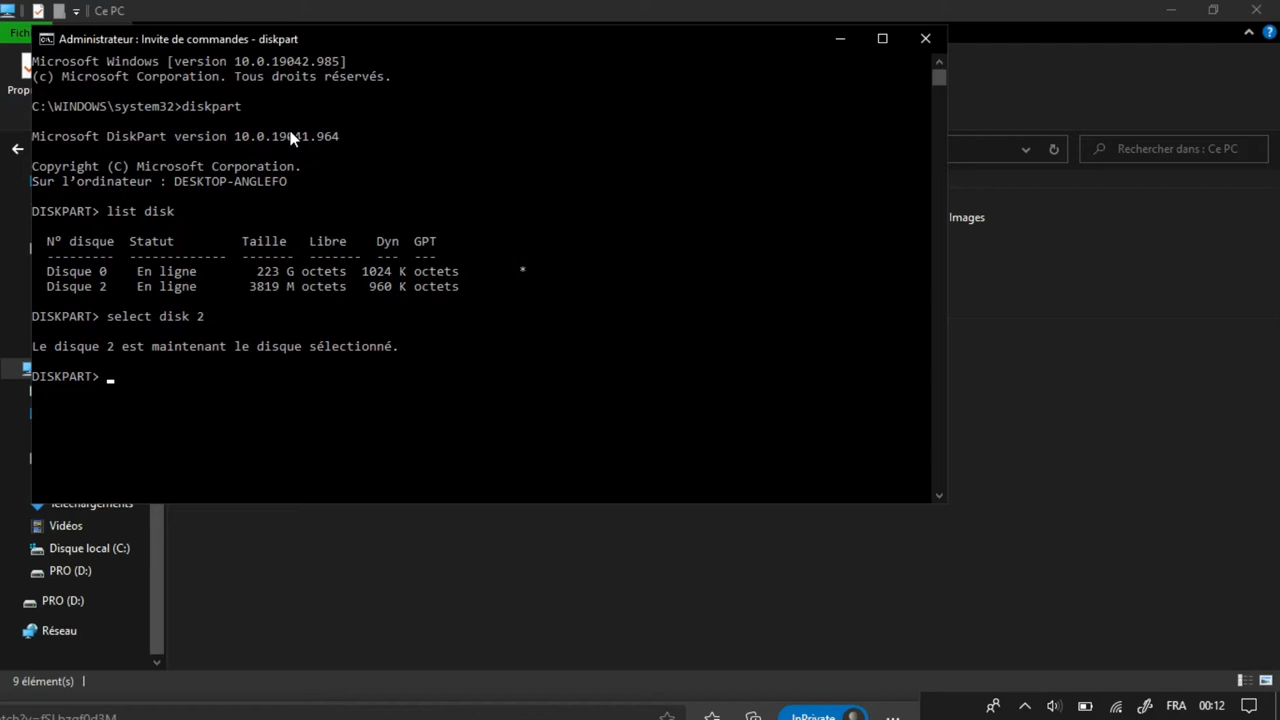 Ce PC
Fich
Administrateur : Invite de commandes - diskpart
Microsoft Windows [version 10.0.19042.985]
(c) Microsoft Corporation. Tous droits réservés.
Prop
C:\WINDOWS\system32>diskpart
Microsoft DiskPart version 10.0.19041.964
Rechercher dans : Ce PC
Copyright (C) Microsoft Corporation.
Sur l’ordinateur : DESKTOP-ANGLEFO
DISKPART> list disk
Images
N° disque Statut Taille Libre Dyn GPT
--------- ------------- ------- ------- --- ---
Disque 0 En ligne 223 G octets 1024 K octets *
Disque 2 En ligne 3819 M octets 960 K octets
DISKPART> select disk 2
Le disque 2 est maintenant le disque sélectionné.
DISKPART>
Téléchargements
Vidéos
Disque local (C:)
PRO (D:)
PRO (D:)
Réseau
9 élément(s)
InPrivate
FRA 00:12